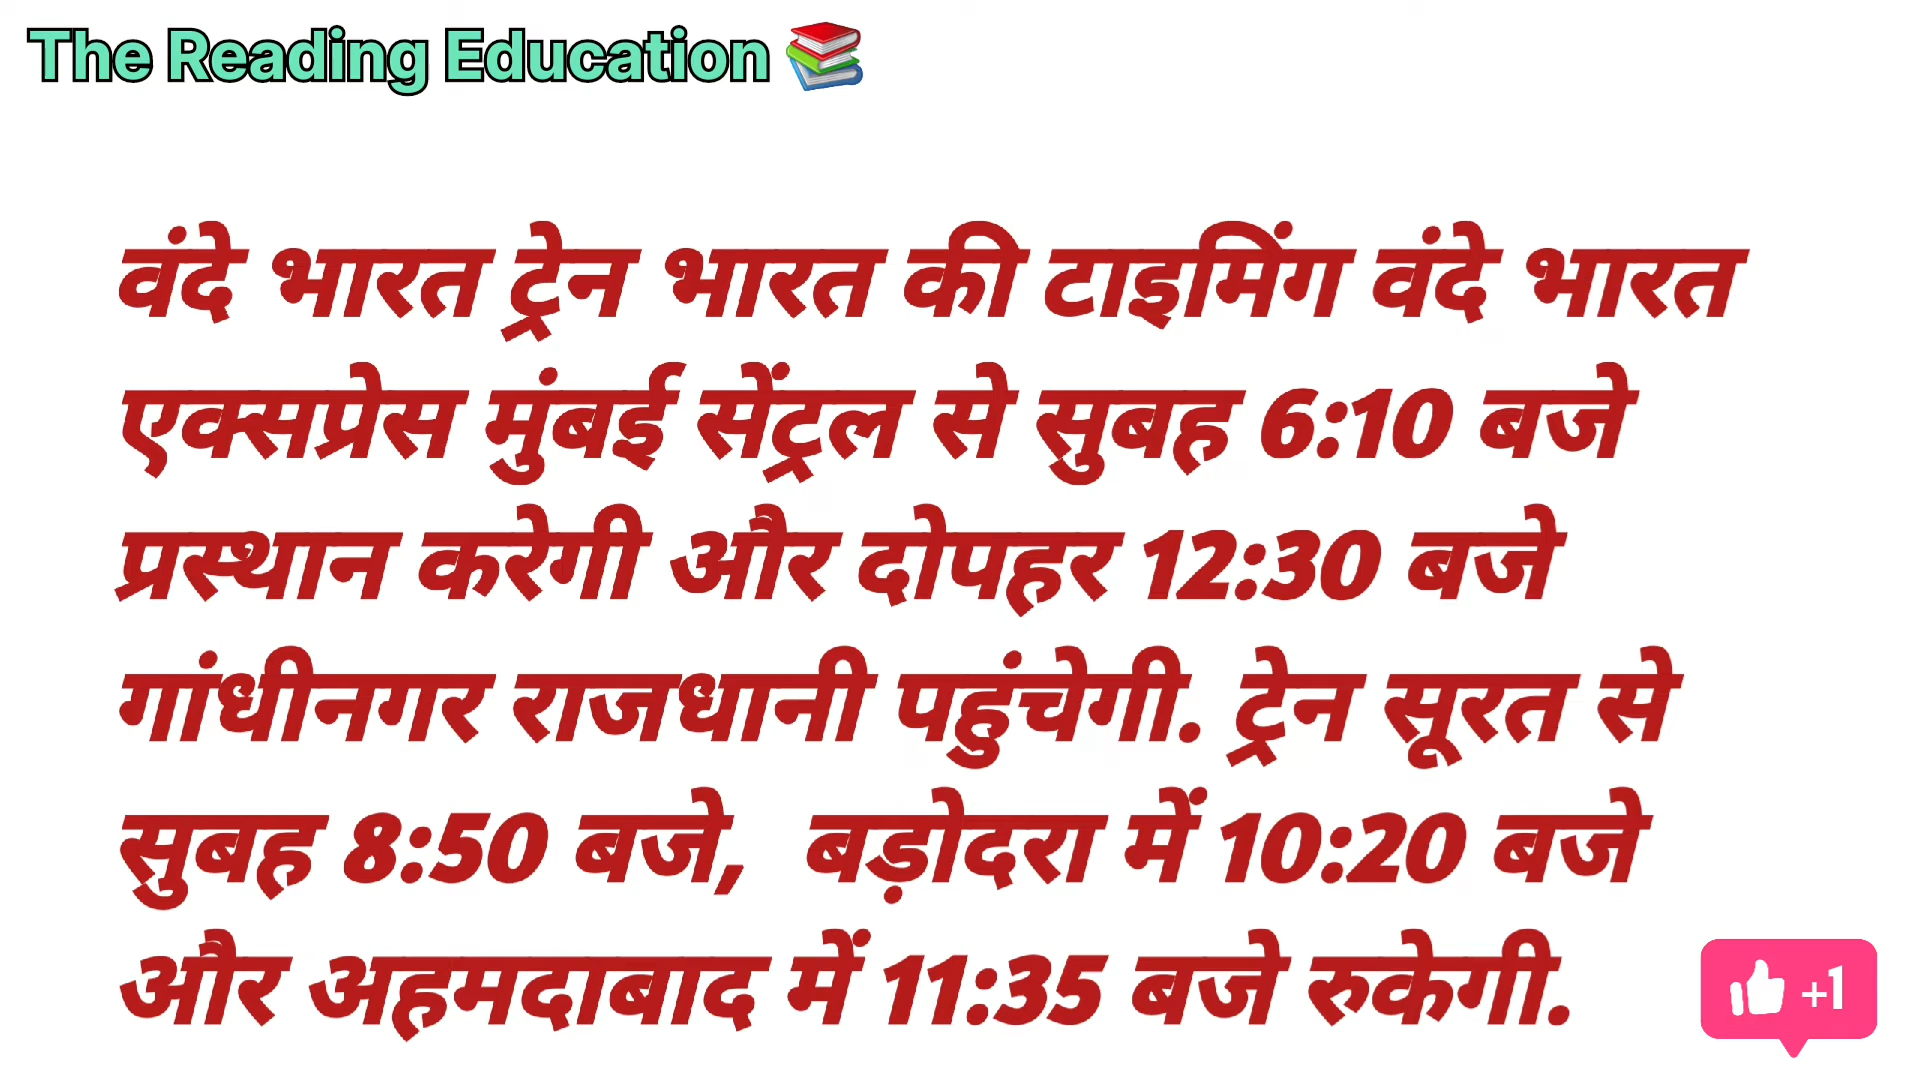 The Reading Education 📚
वंदे भारत ट्रेन भारत की टाइमिंग वंदे भारत
एक्सप्रेस मुंबई सेंट्रल से सुबह 6:10 बजे
प्रस्थान करेगी और दोपहर 12:30 बजे
गांधीनगर राजधानी पहुंचेगी. ट्रेन सूरत से
सुबह 8:50 बजे,  बड़ोदरा में 10:20 बजे
और अहमदाबाद में 11:35 बजे रुकेगी.
+1